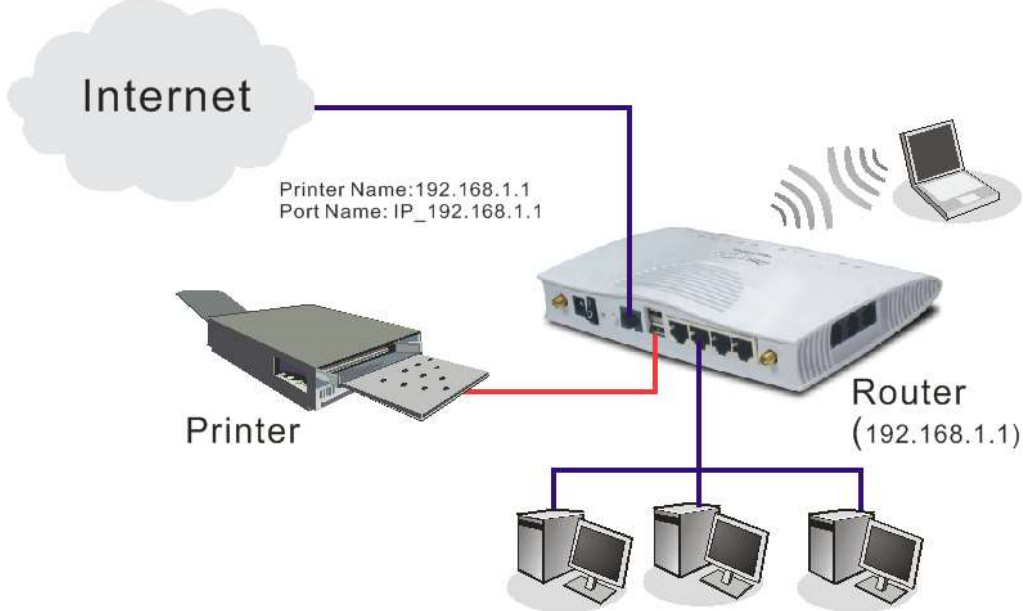 Internet
Printer Name:192.168.1.1
Port Name: IP_192.168.1.1
Printer
Router
(192.168.1.1)